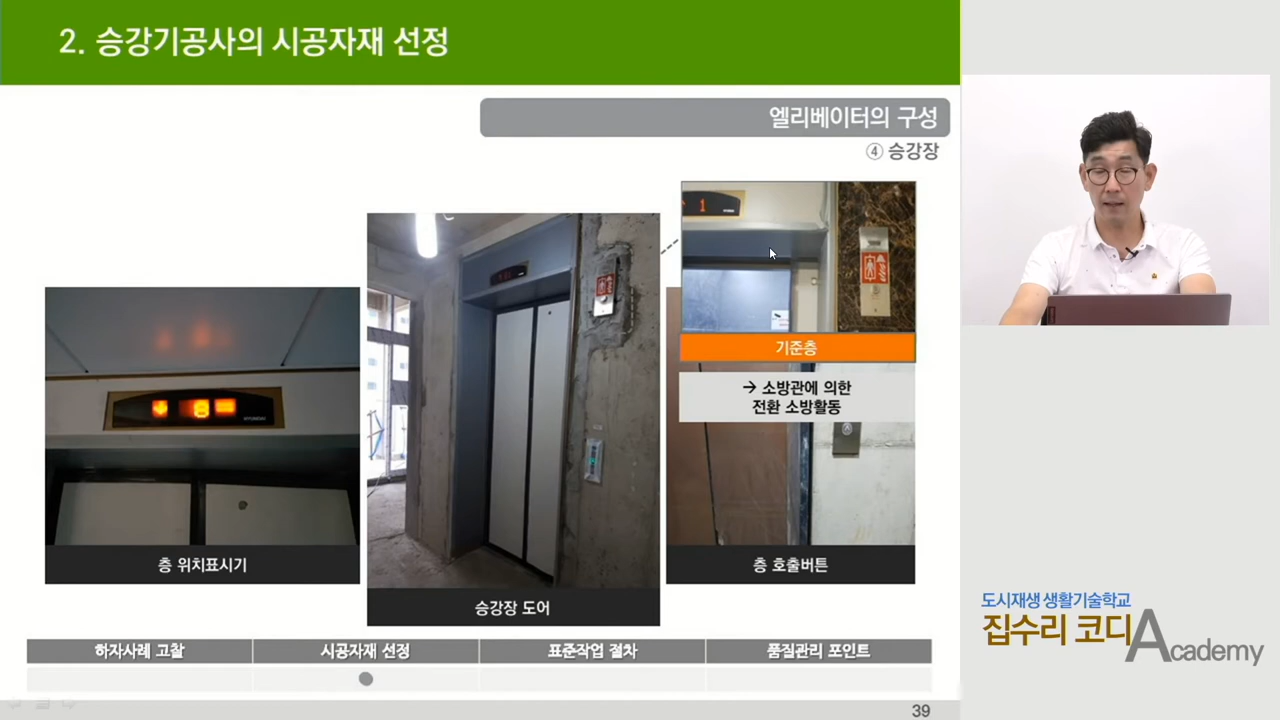 2. 승강기공사의 시공자재 선정
엘리베이터의 구성
④ 승강장
1
기준층
→ 소방관에 의한
전환 소방활동
HYUNDAI
층 위치표시기
승강장 도어
층 호출버튼
하자사례 고찰
시공자재 선정
표준작업 절차
품질관리 포인트
39
도시재생 생활기술학교
집수리 코디Academy